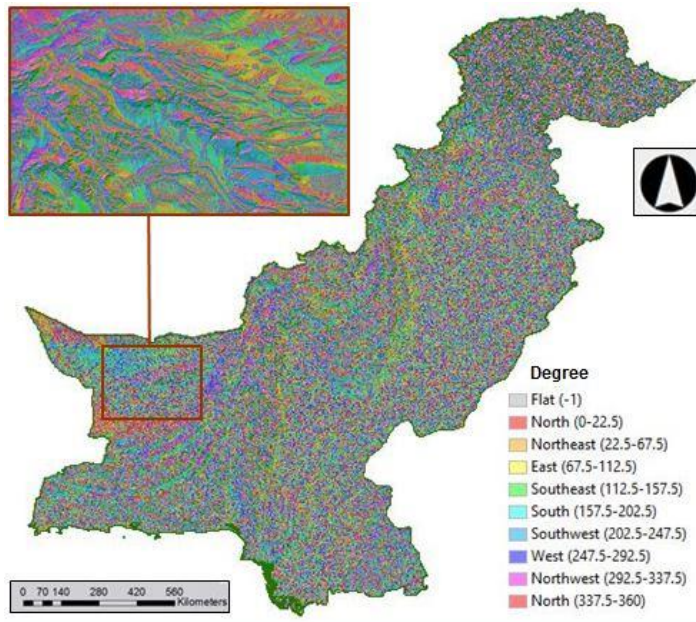 Degree
Flat (-1)
North (0-22.5)
Northeast (22.5-67.5)
East (67.5-112.5)
Southeast (112.5-157.5)
South (157.5-202.5)
Southwest (202.5-247.5)
West (247.5-292.5)
Northwest (292.5-337.5)
North (337.5-360)
0 70 140 280 420 560
Kilometers